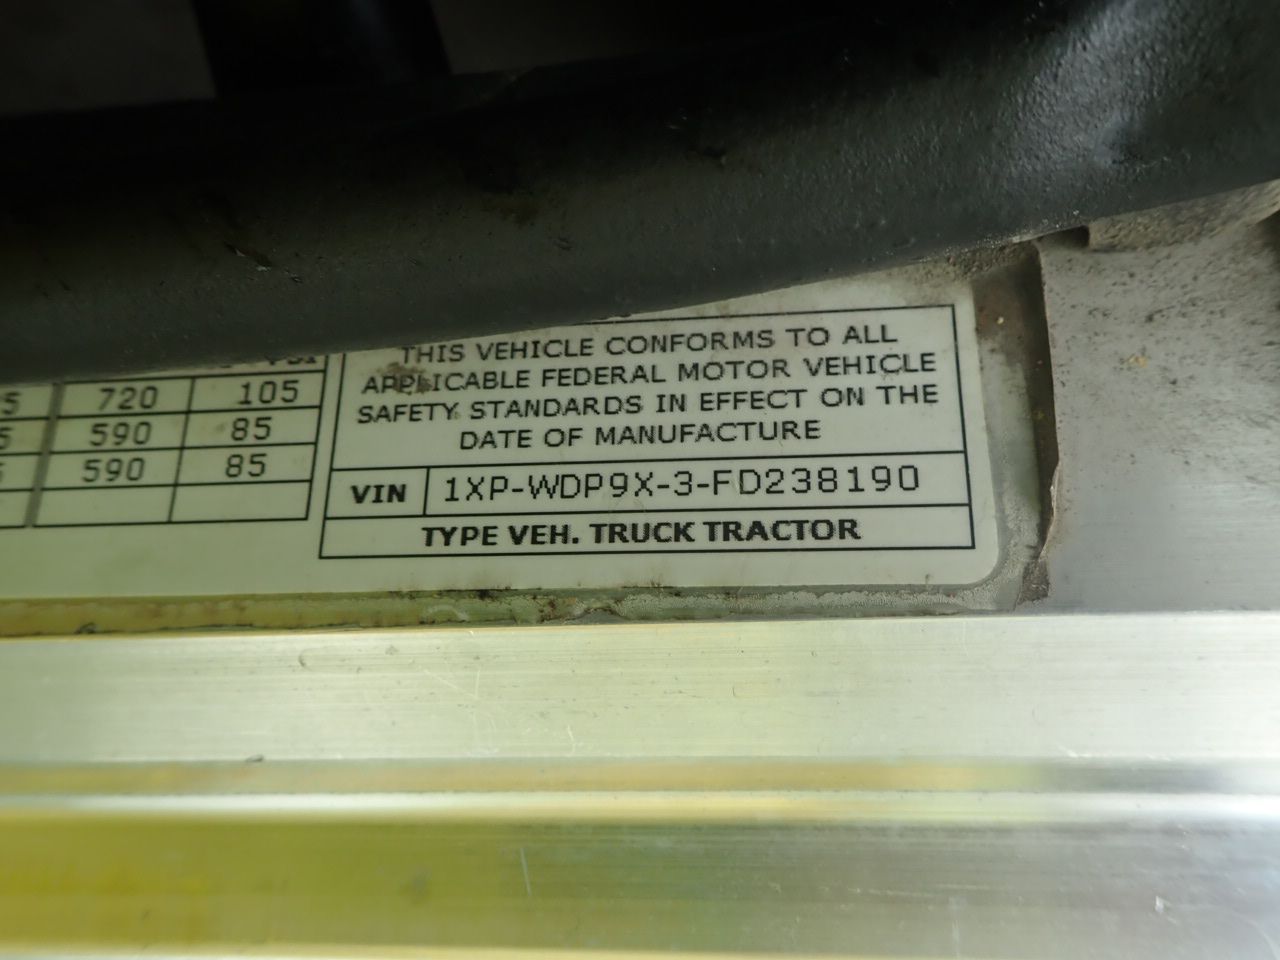 720 105
590 85
590 85
THIS VEHICLE CONFORMS TO ALL
APPLICABLE FEDERAL MOTOR VEHICLE
SAFETY STANDARDS IN EFFECT ON THE
DATE OF MANUFACTURE
VIN 1XP-WDP9X-3-FD238190
TYPE VEH. TRUCK TRACTOR